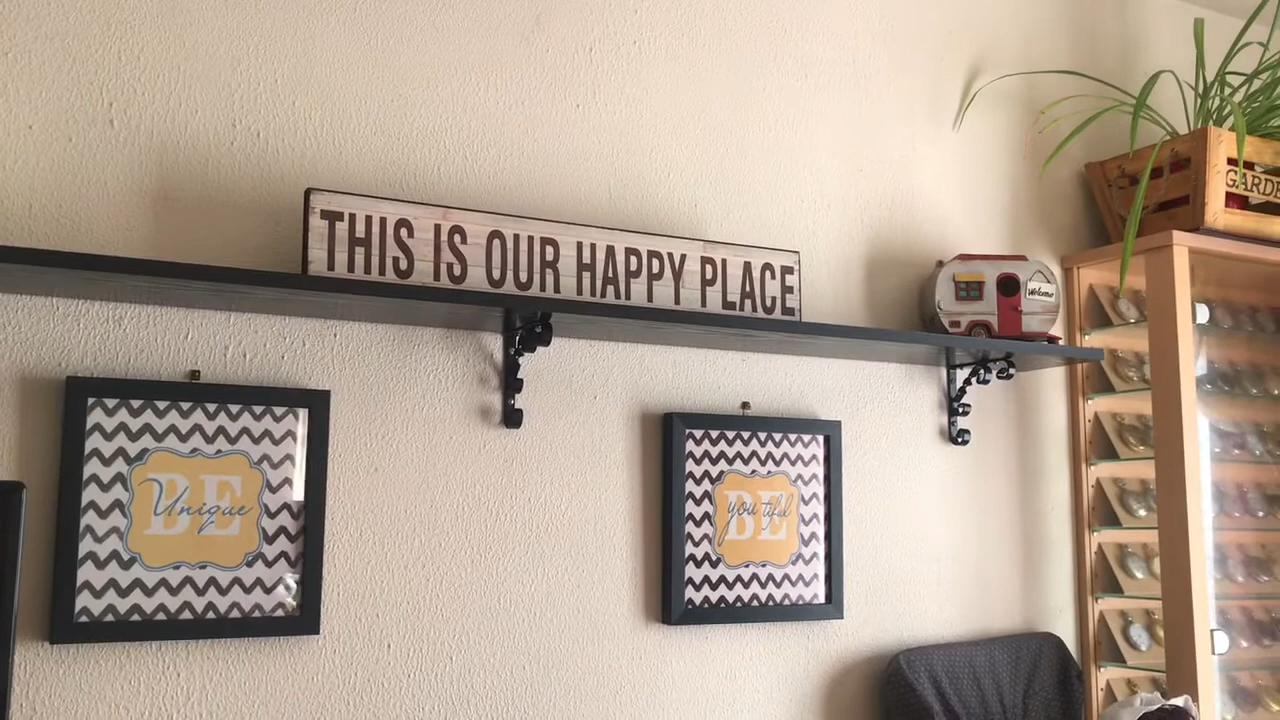 THIS IS OUR HAPPY PLACE
Welcome
GARDE
BE
Unique
BE
you tiful